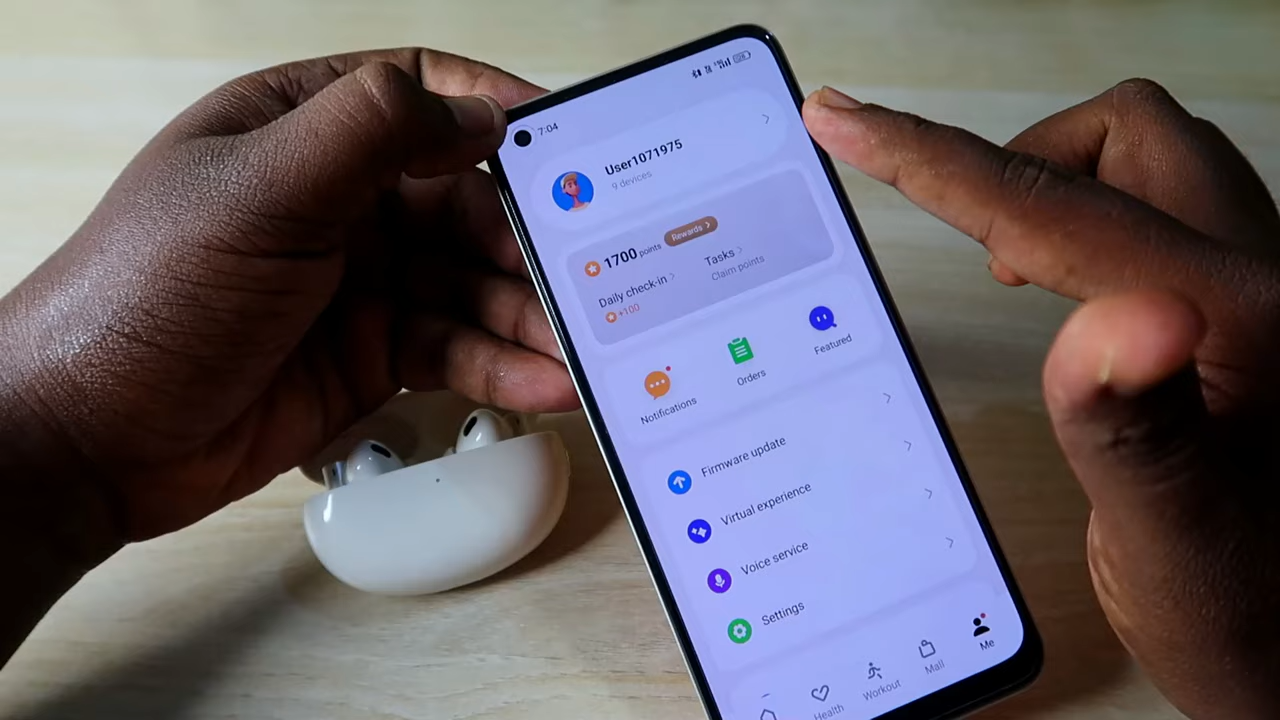 7:04
User1071975
9 devices
1700 points
Rewards
Daily check-in
+100
Tasks
Claim points
Notifications
Orders
Featured
Firmware update
Virtual experience
Voice service
Settings
Health
Workout
Mall
Me